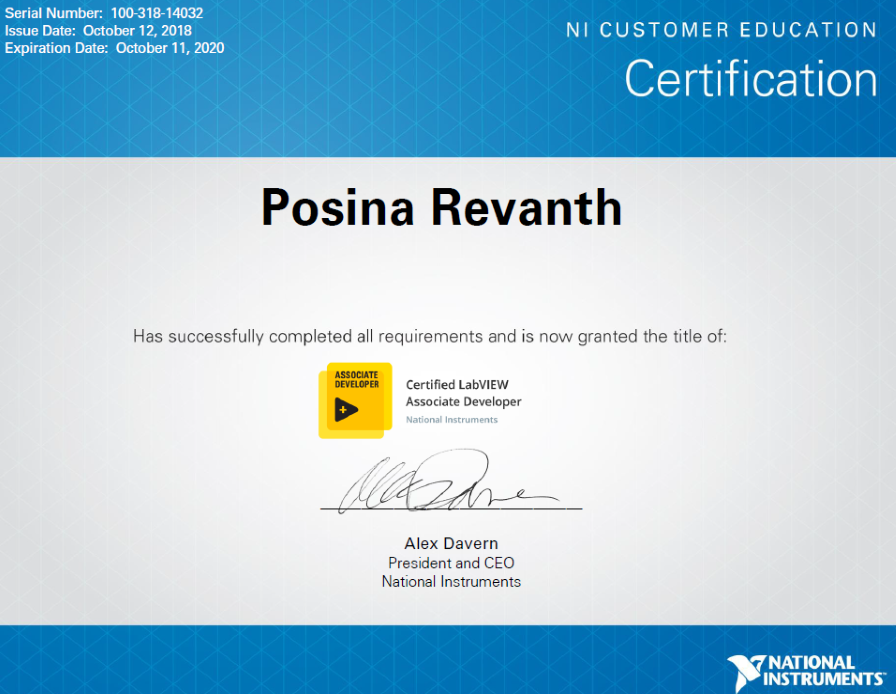 Serial Number: 100-318-14032
Issue Date: October 12, 2018
Expiration Date: October 11, 2020
NI CUSTOMER EDUCATION
Certification
Posina Revanth
Has successfully completed all requirements and is now granted the title of:
ASSOCIATE
DEVELOPER
Certified LabVIEW
Associate Developer
National Instruments
Alex Davern
President and CEO
National Instruments
NATIONAL
INSTRUMENTS